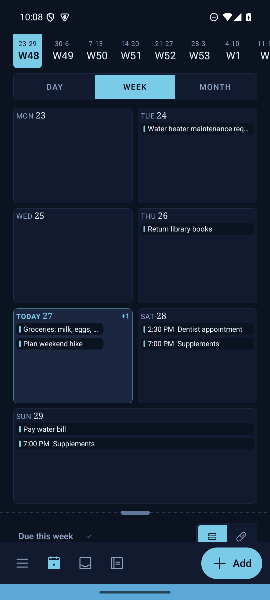 10:08
23-29 30-6 7-13 14-20 21-27 28-3 4-10 11-1
W48 W49 W50 W51 W52 W53 W1 W
DAY WEEK MONTH
MON 23
TUE 24
Water heater maintenance req...
WED 25
THU 26
Return library books
TODAY 27 +1
Groceries: milk, eggs, ...
Plan weekend hike
SAT 28
2:30 PM Dentist appointment
7:00 PM Supplements
SUN 29
Pay water bill
7:00 PM Supplements
Due this week
Add